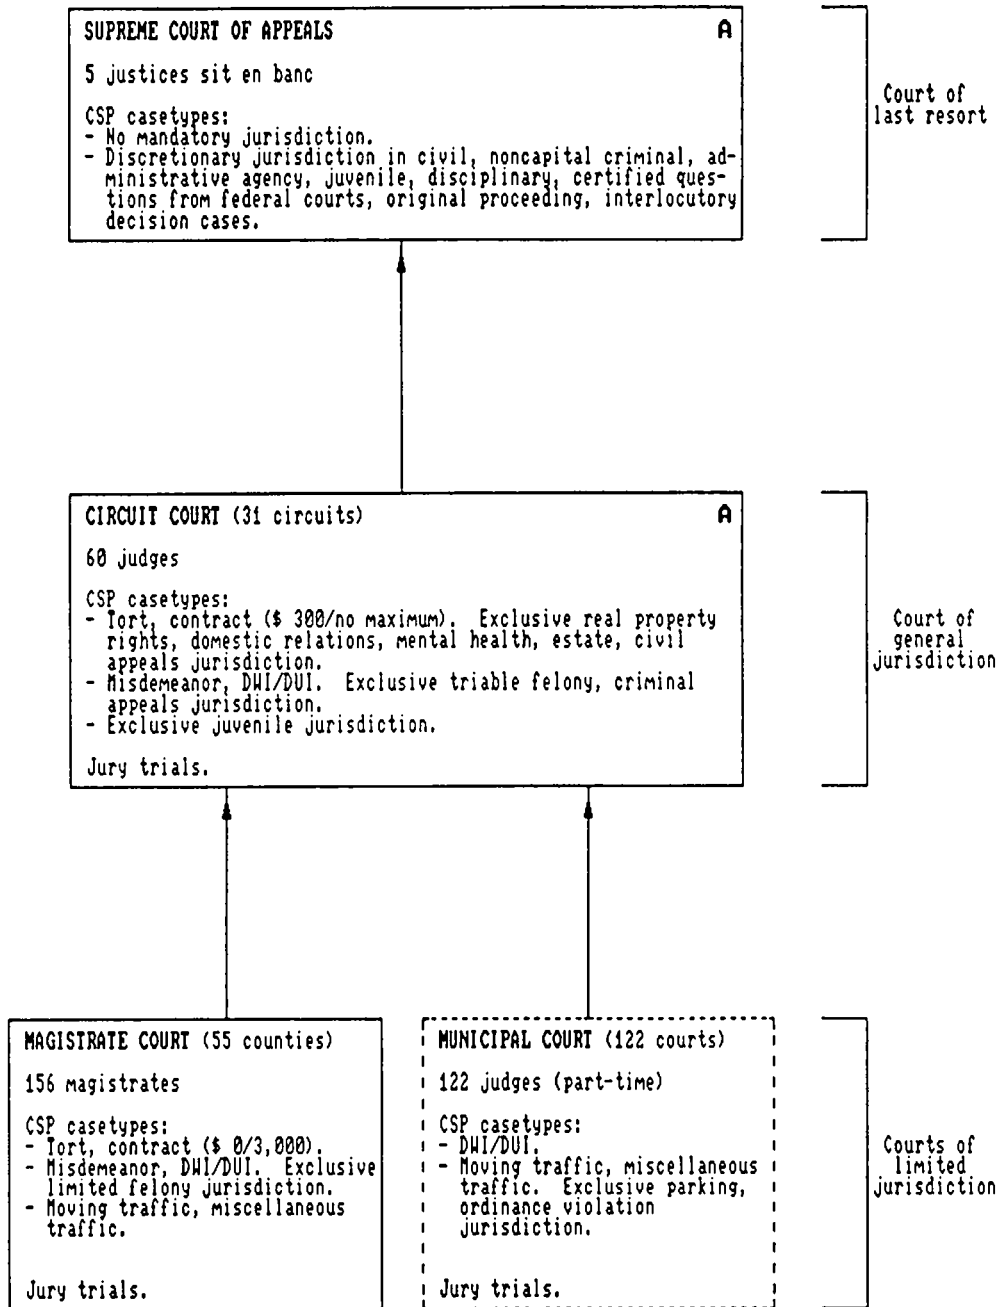 SUPREME COURT OF APPEALS A
5 justices sit en banc
CSP casetypes:
- No mandatory jurisdiction.
- Discretionary jurisdiction in civil, noncapital criminal, ad-
ministrative agency, juvenile, disciplinary, certified ques-
tions from federal courts, original proceeding, interlocutory
decision cases.
Court of
last resort
CIRCUIT COURT (31 circuits) A
60 judges
CSP casetypes:
- Tort, contract ($ 300/no maximum). Exclusive real property
rights, domestic relations, mental health, estate, civil
appeals jurisdiction.
- Misdemeanor, DWI/DUI. Exclusive triable felony, criminal
appeals jurisdiction.
- Exclusive juvenile jurisdiction.
Jury trials.
Court of
general
jurisdiction
MAGISTRATE COURT (55 counties)
156 magistrates
CSP casetypes:
- Tort, contract ($ 0/3,000).
- Misdemeanor, DWI/DUI. Exclusive
limited felony jurisdiction.
- Moving traffic, miscellaneous
traffic.
Jury trials.
MUNICIPAL COURT (122 courts)
122 judges (part-time)
CSP casetypes:
- DWI/DUI.
- Moving traffic, miscellaneous
traffic. Exclusive parking,
ordinance violation
jurisdiction.
Jury trials.
Courts of
limited
jurisdiction